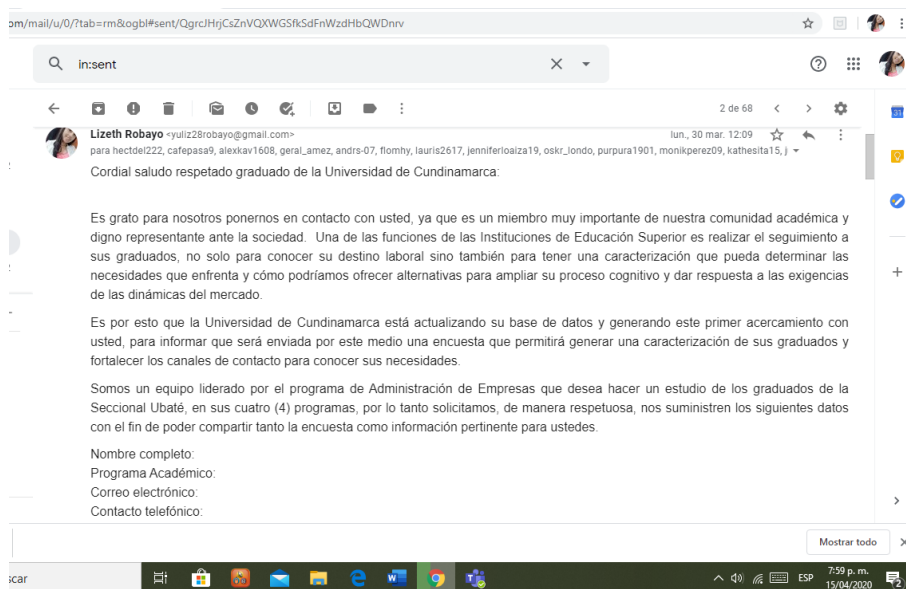 om/mail/u/0/?tab=rm&ogbl#sent/QgrcJHrjCsZnVQXWGSfkSdFnWzdHbQWDnrv
in:sent
2 de 68
Lizeth Robayo <yuliz28robayo@gmail.com> lun., 30 mar. 12:09
para hectdel222, cafepasa9, alexkav1608, geral_amez, andrs-07, flomhy, lauris2617, jenniferloaiza19, oskr_londo, purpura1901, monikperez09, kathesita15, j
Cordial saludo respetado graduado de la Universidad de Cundinamarca:
Es grato para nosotros ponernos en contacto con usted, ya que es un miembro muy importante de nuestra comunidad académica y
digno representante ante la sociedad. Una de las funciones de las Instituciones de Educación Superior es realizar el seguimiento a
sus graduados, no solo para conocer su destino laboral sino también para tener una caracterización que pueda determinar las
necesidades que enfrenta y cómo podríamos ofrecer alternativas para ampliar su proceso cognitivo y dar respuesta a las exigencias
de las dinámicas del mercado.
Es por esto que la Universidad de Cundinamarca está actualizando su base de datos y generando este primer acercamiento con
usted, para informar que será enviada por este medio una encuesta que permitirá generar una caracterización de sus graduados y
fortalecer los canales de contacto para conocer sus necesidades.
Somos un equipo liderado por el programa de Administración de Empresas que desea hacer un estudio de los graduados de la
Seccional Ubaté, en sus cuatro (4) programas, por lo tanto solicitamos, de manera respetuosa, nos suministren los siguientes datos
con el fin de poder compartir tanto la encuesta como información pertinente para ustedes.
Nombre completo:
Programa Académico:
Correo electrónico:
Contacto telefónico:
Mostrar todo
scar
ESP
7:59 p. m.
15/04/2020